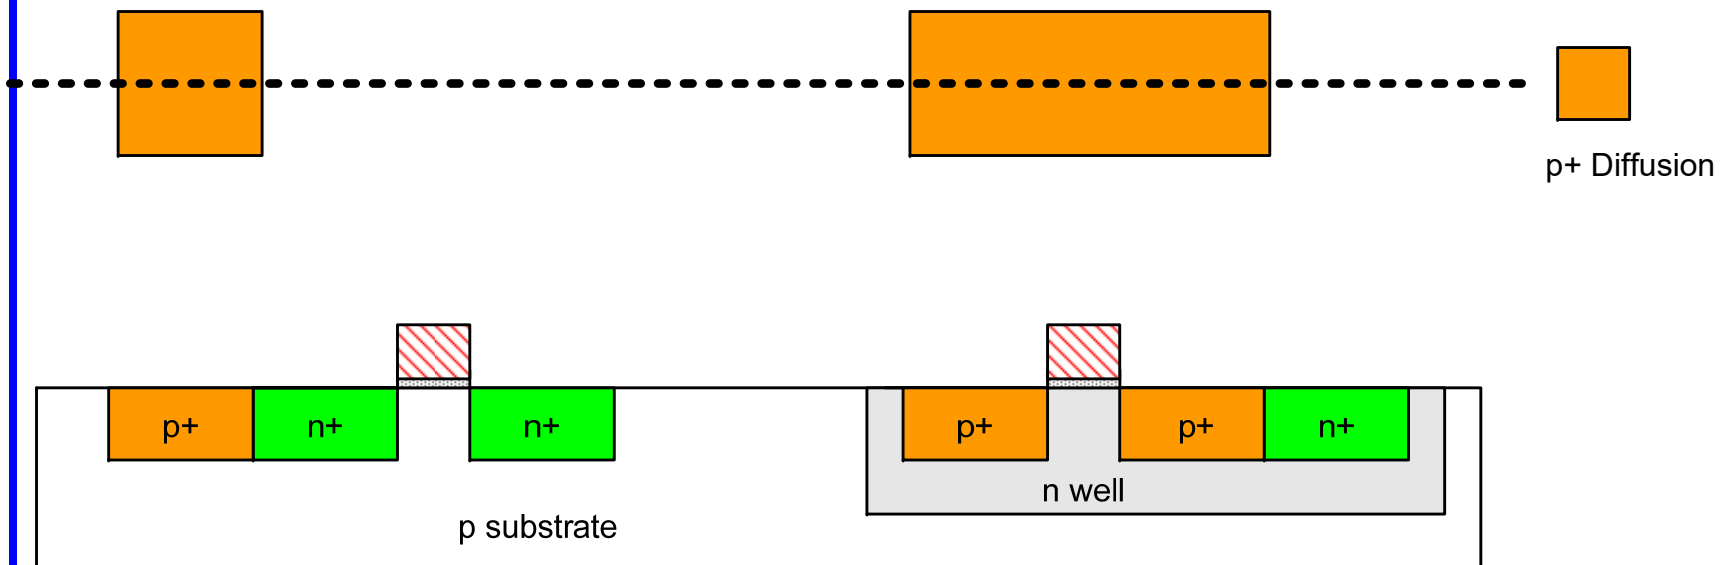 p+ Diffusion
p+
n+
n+
p+
p+
n+
n well
p substrate